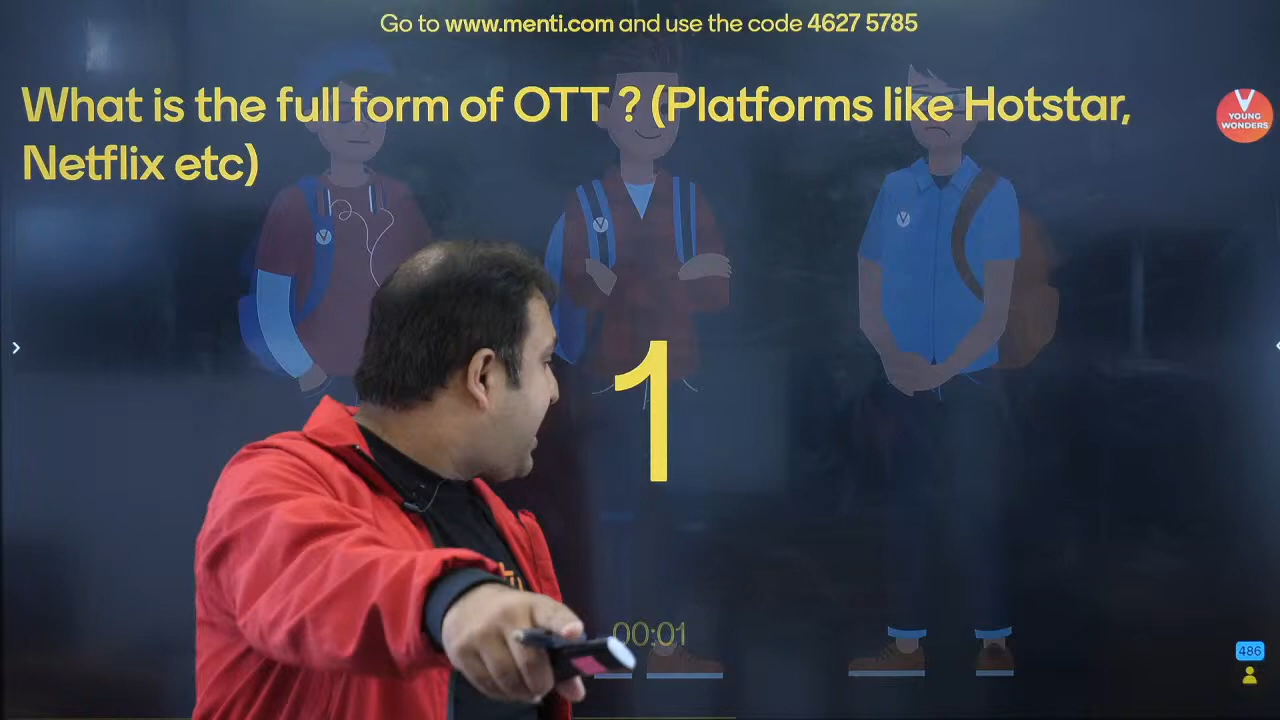 Go to www.menti.com and use the code 4627 5785
What is the full form of OTT ? (Platforms like Hotstar,
Netflix etc)
V
YOUNG
WONDERS
1
00:01
486